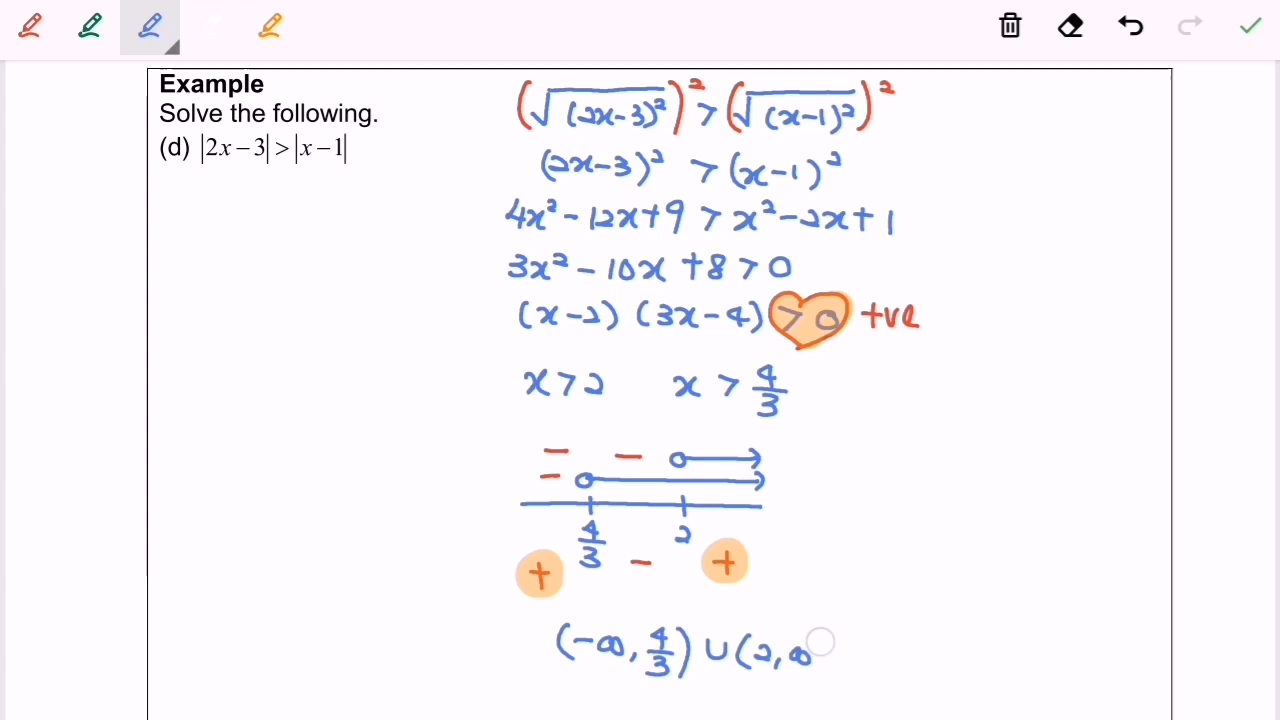 Example
Solve the following.
(d) |2x − 3| > |x − 1|
(√(2x−3)²)² > (√(x−1)²)²
(2x−3)² > (x−1)²
4x² − 12x + 9 > x² − 2x + 1
3x² − 10x + 8 > 0
(x−2) (3x−4) > 0 +ve
x > 2 x > 4/3
− −
−
4/3 2
+ − +
(−∞, 4/3) ∪ (2, ∞